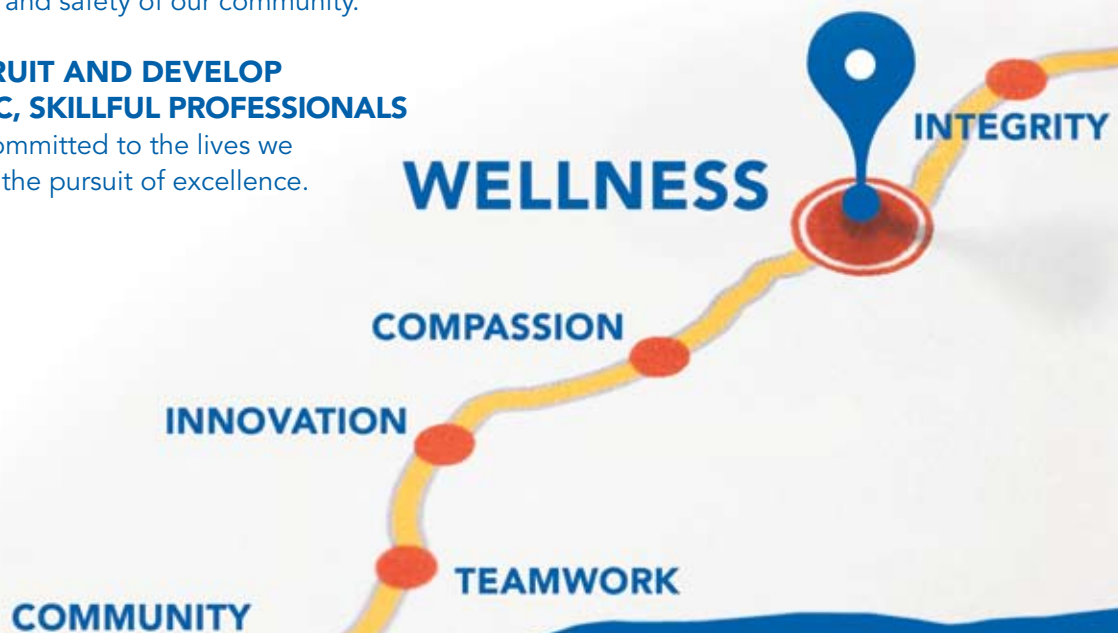 and safety of our community.
RUIT AND DEVELOP
C, SKILLFUL PROFESSIONALS
ommitted to the lives we
the pursuit of excellence.
INTEGRITY
WELLNESS
COMPASSION
INNOVATION
TEAMWORK
COMMUNITY